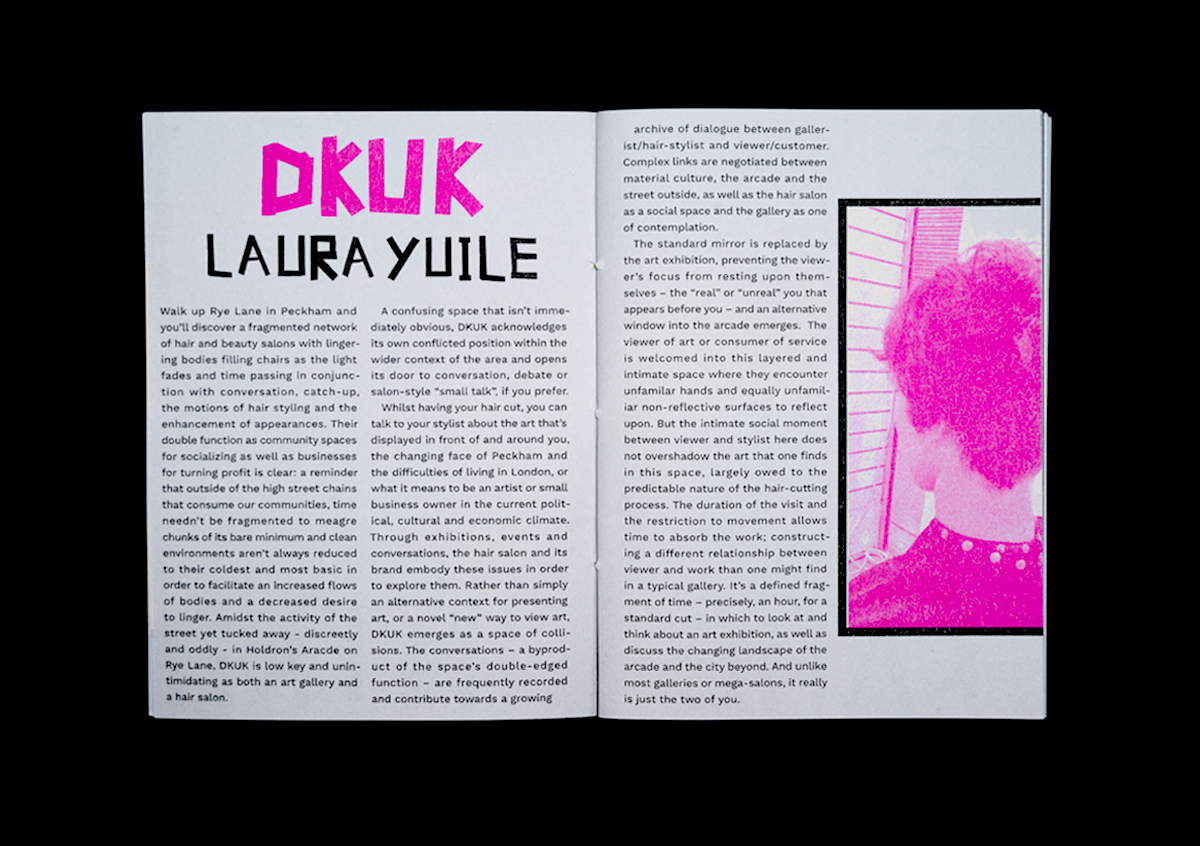 DKUK
LAURA YUILE
Walk up Rye Lane in Peckham and
you'll discover a fragmented network
of hair and beauty salons with linger-
ing bodies filling chairs as the light
fades and time passing in conjunc-
tion with conversation, catch-up,
the motions of hair styling and the
enhancement of appearances. Their
double function as community spaces
for socializing as well as businesses
for turning profit is clear: a reminder
that outside of the high street chains
that consume our communities, time
needn't be fragmented to meagre
chunks of its bare minimum and clean
environments aren't always reduced
to their coldest and most basic in
order to facilitate an increased flows
of bodies and a decreased desire
to linger. Amidst the activity of the
street yet tucked away - discreetly
and oddly - in Holdron's Aracde on
Rye Lane, DKUK is low key and unin-
timidating as both an art gallery and
a hair salon.
A confusing space that isn't imme-
diately obvious, DKUK acknowledges
its own conflicted position within the
wider context of the area and opens
its door to conversation, debate or
salon-style "small talk", if you prefer.
Whilst having your hair cut, you can
talk to your stylist about the art that's
displayed in front of and around you,
the changing face of Peckham and
the difficulties of living in London, or
what it means to be an artist or small
business owner in the current polit-
ical, cultural and economic climate.
Through exhibitions, events and
conversations, the hair salon and its
brand embody these issues in order
to explore them. Rather than simply
an alternative context for presenting
art, or a novel "new" way to view art,
DKUK emerges as a space of colli-
sions. The conversations – a byprod-
uct of the space's double-edged
function – are frequently recorded
and contribute towards a growing
archive of dialogue between galler-
ist/hair-stylist and viewer/customer.
Complex links are negotiated between
material culture, the arcade and the
street outside, as well as the hair salon
as a social space and the gallery as one
of contemplation.
The standard mirror is replaced by
the art exhibition, preventing the view-
er's focus from resting upon them-
selves – the "real" or "unreal" you that
appears before you – and an alternative
window into the arcade emerges. The
viewer of art or consumer of service
is welcomed into this layered and
intimate space where they encounter
unfamilar hands and equally unfamil-
iar non-reflective surfaces to reflect
upon. But the intimate social moment
between viewer and stylist here does
not overshadow the art that one finds
in this space, largely owed to the
predictable nature of the hair-cutting
process. The duration of the visit and
the restriction to movement allows
time to absorb the work; construct-
ing a different relationship between
viewer and work than one might find
in a typical gallery. It's a defined frag-
ment of time – precisely, an hour, for a
standard cut – in which to look at and
think about an art exhibition, as well as
discuss the changing landscape of the
arcade and the city beyond. And unlike
most galleries or mega-salons, it really
is just the two of you.